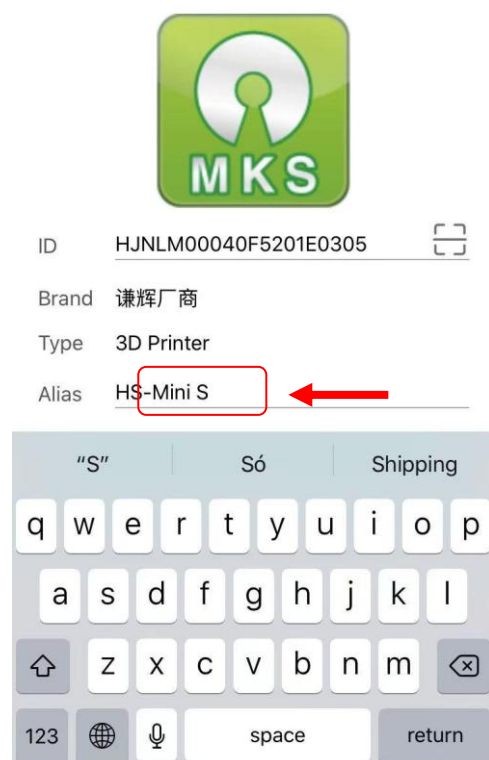 MKS
ID HJNLM00040F5201E0305
Brand 谦辉厂商
Type 3D Printer
Alias HS-Mini S
“S” Só Shipping
q w e r t y u i o p
a s d f g h j k l
z x c v b n m
123 space return